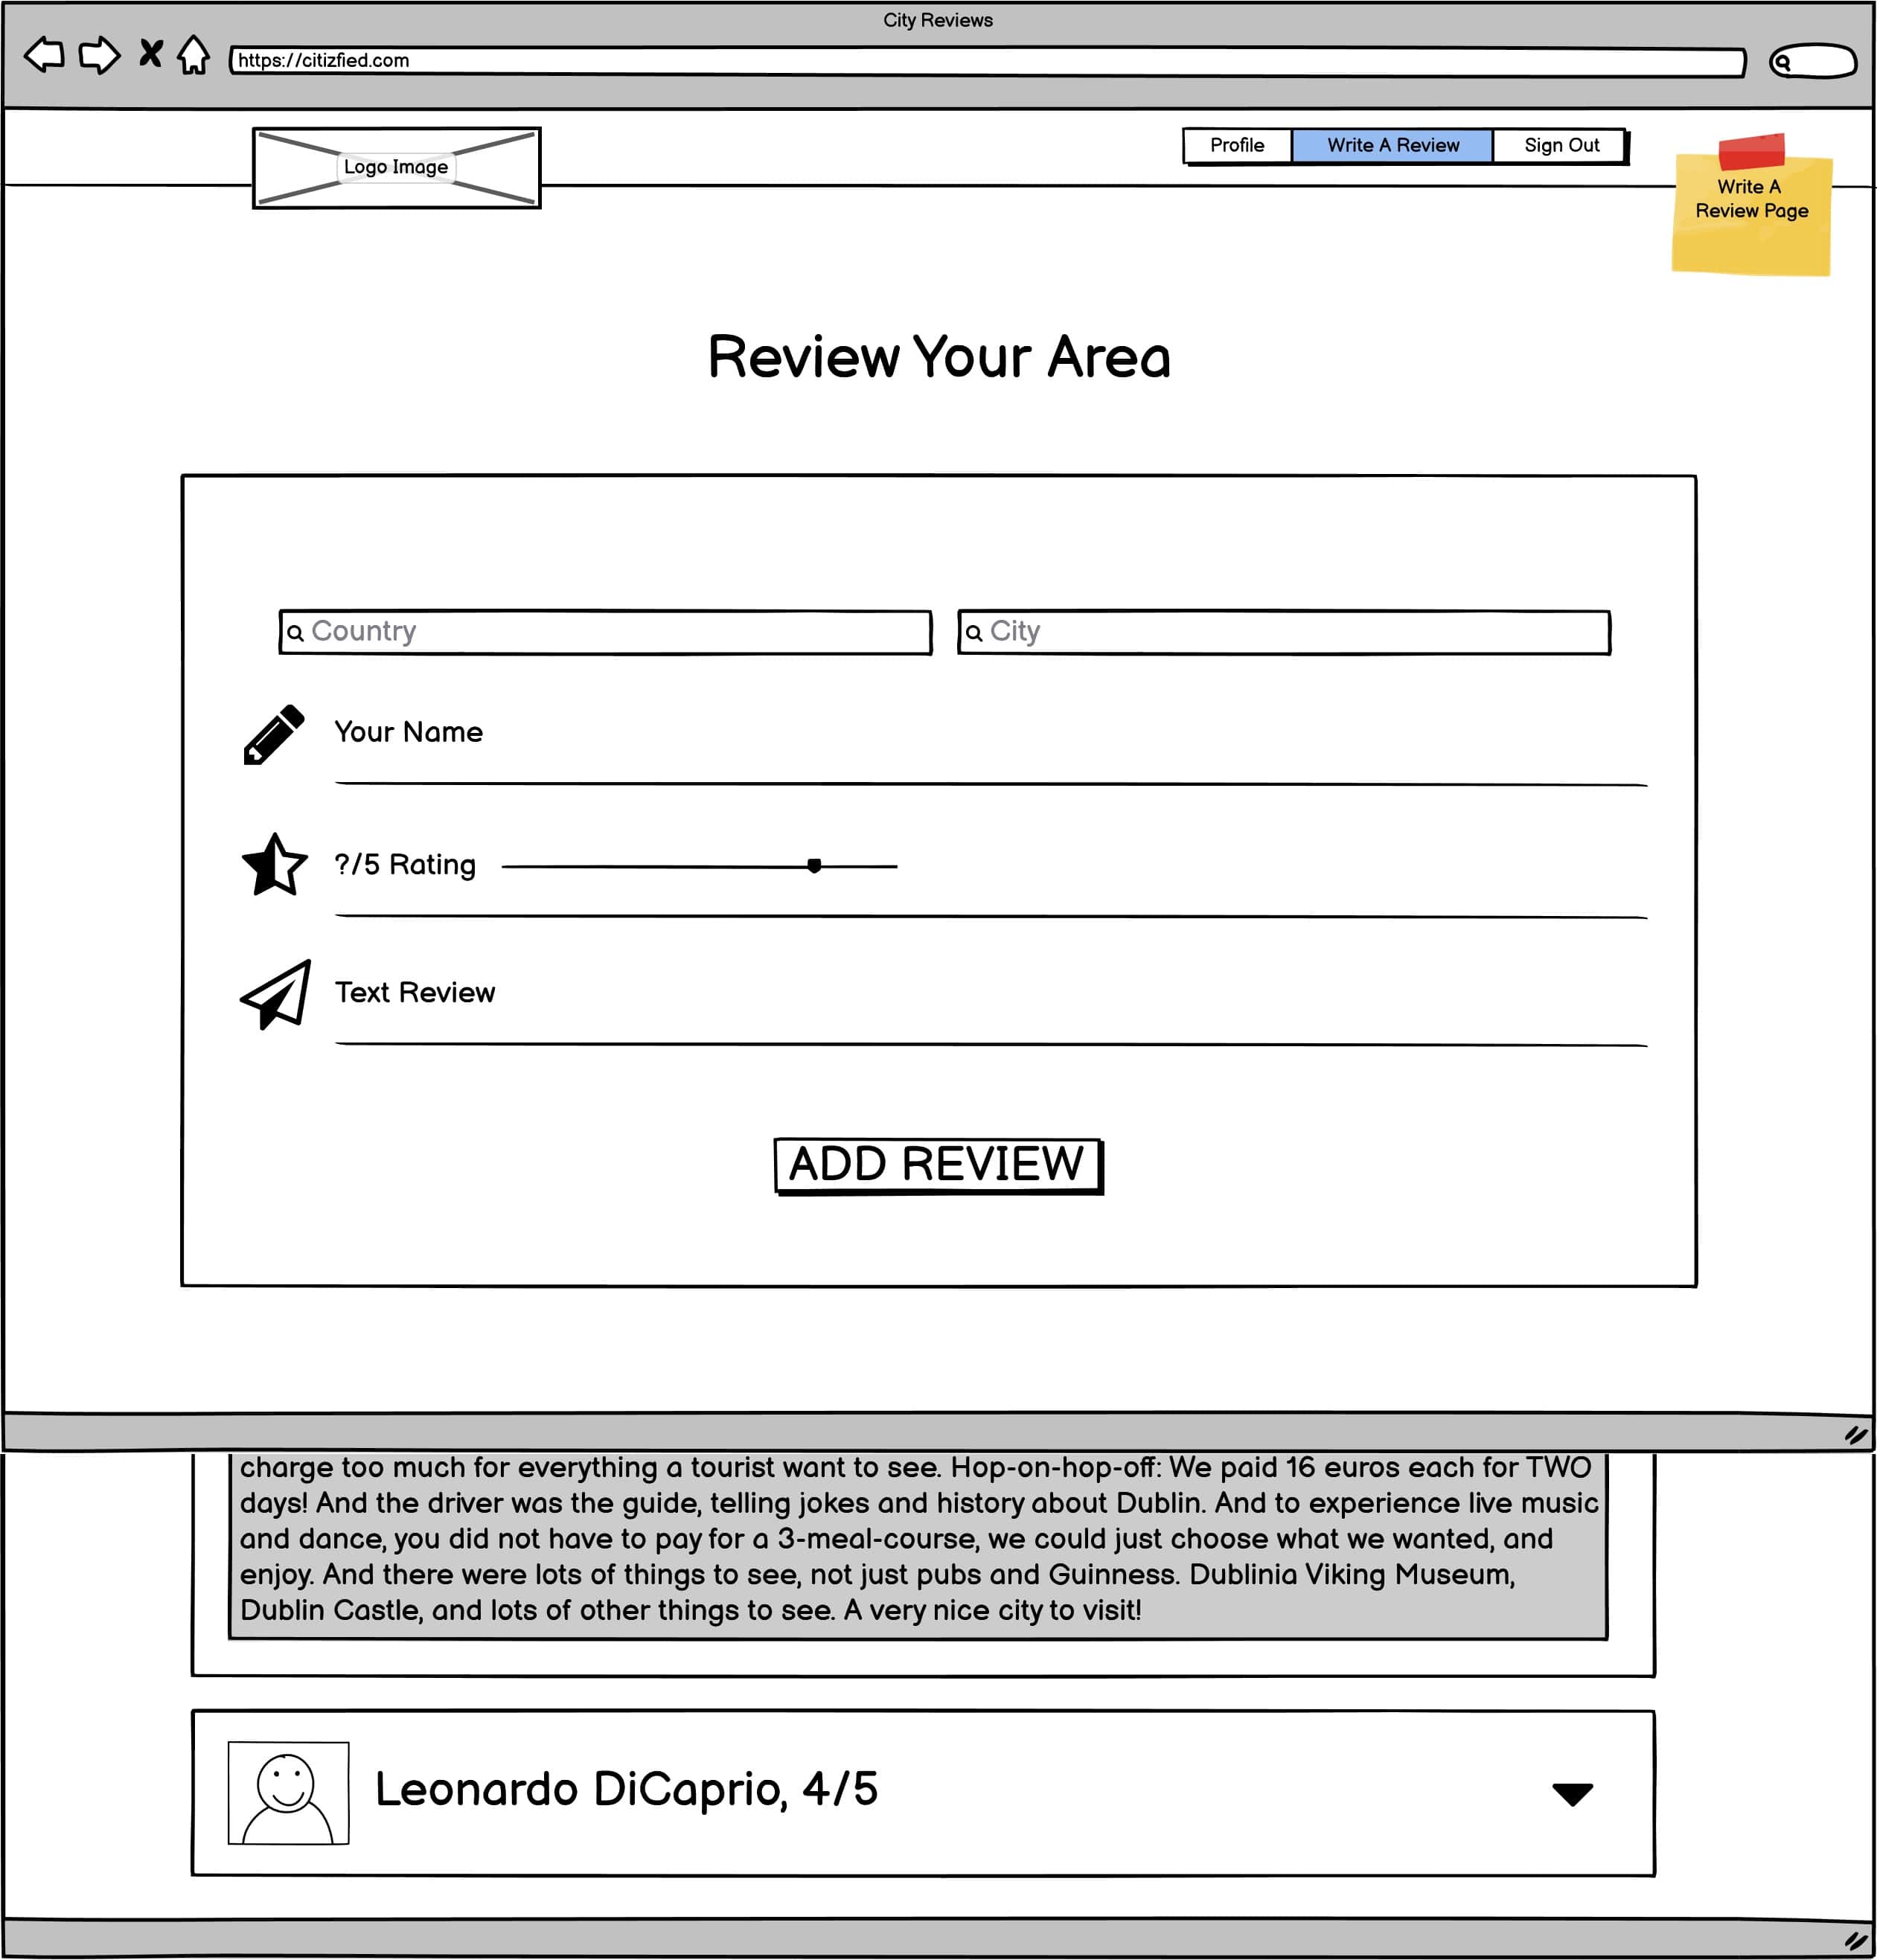 City Reviews
https://citizfied.com
Logo Image
Profile
Write A Review
Sign Out
Write A
Review Page
Review Your Area
Country
City
Your Name
?/5 Rating
Text Review
ADD REVIEW
charge too much for everything a tourist want to see. Hop-on-hop-off: We paid 16 euros each for TWO
days! And the driver was the guide, telling jokes and history about Dublin. And to experience live music
and dance, you did not have to pay for a 3-meal-course, we could just choose what we wanted, and
enjoy. And there were lots of things to see, not just pubs and Guinness. Dublinia Viking Museum,
Dublin Castle, and lots of other things to see. A very nice city to visit!
Leonardo DiCaprio, 4/5